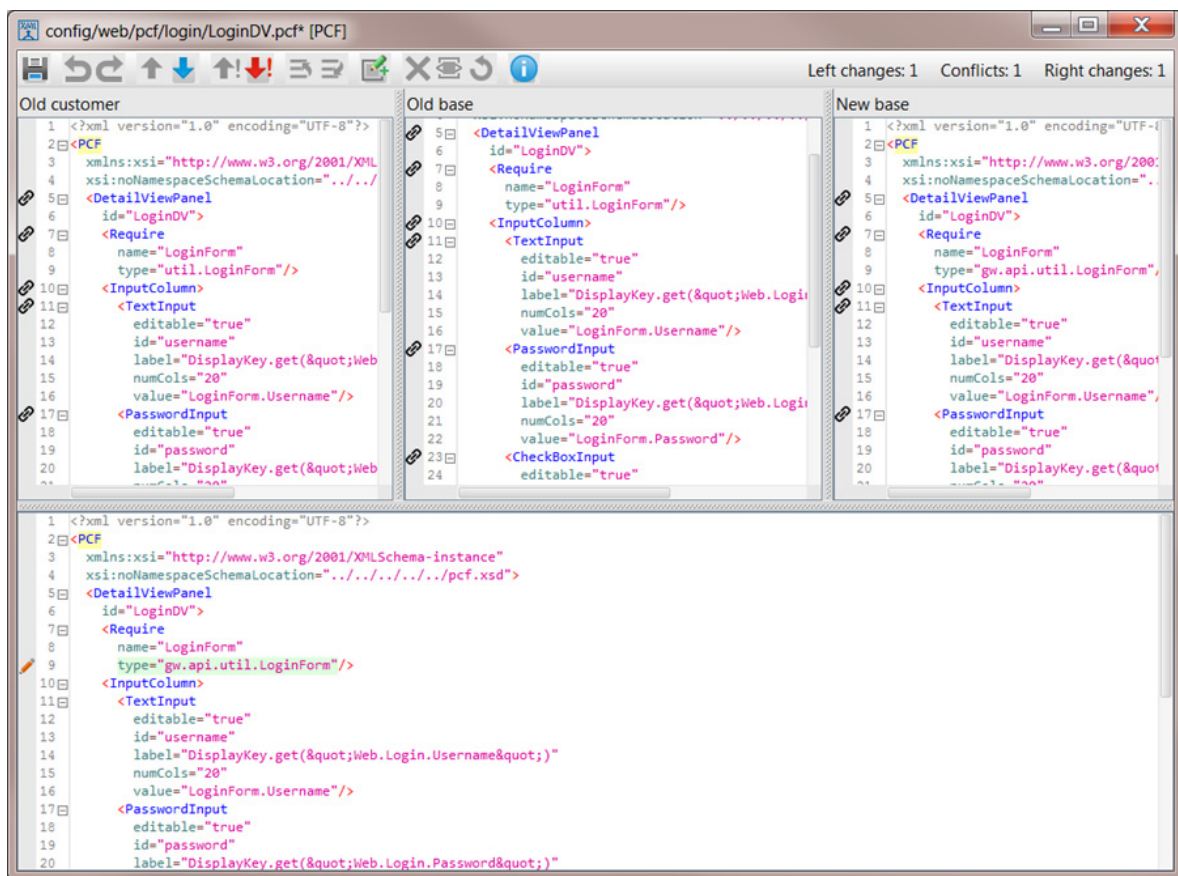 config/web/pcf/login/LoginDV.pcf* [PCF]
Left changes: 1 Conflicts: 1 Right changes: 1
Old customer
1 <?xml version="1.0" encoding="UTF-8"?>
2 <PCF
3 xmlns:xsi="http://www.w3.org/2001/XML
4 xsi:noNamespaceSchemaLocation="../../
5 <DetailViewPanel
6 id="LoginDV">
7 <Require
8 name="LoginForm"
9 type="util.LoginForm"/>
10 <InputColumn>
11 <TextInput
12 editable="true"
13 id="username"
14 label="DisplayKey.get(&quot;Web
15 numCols="20"
16 value="LoginForm.Username"/>
17 <PasswordInput
18 editable="true"
19 id="password"
20 label="DisplayKey.get(&quot;Web
Old base
5 <DetailViewPanel
6 id="LoginDV">
7 <Require
8 name="LoginForm"
9 type="util.LoginForm"/>
10 <InputColumn>
11 <TextInput
12 editable="true"
13 id="username"
14 label="DisplayKey.get(&quot;Web.Login
15 numCols="20"
16 value="LoginForm.Username"/>
17 <PasswordInput
18 editable="true"
19 id="password"
20 label="DisplayKey.get(&quot;Web.Logi
21 numCols="20"
22 value="LoginForm.Password"/>
23 <CheckBoxInput
24 editable="true"
New base
1 <?xml version="1.0" encoding="UTF-8
2 <PCF
3 xmlns:xsi="http://www.w3.org/2001
4 xsi:noNamespaceSchemaLocation="..
5 <DetailViewPanel
6 id="LoginDV">
7 <Require
8 name="LoginForm"
9 type="gw.api.util.LoginForm"/
10 <InputColumn>
11 <TextInput
12 editable="true"
13 id="username"
14 label="DisplayKey.get(&quot
15 numCols="20"
16 value="LoginForm.Username"/
17 <PasswordInput
18 editable="true"
19 id="password"
20 label="DisplayKey.get(&quot
1 <?xml version="1.0" encoding="UTF-8"?>
2 <PCF
3 xmlns:xsi="http://www.w3.org/2001/XMLSchema-instance"
4 xsi:noNamespaceSchemaLocation="../../../../../pcf.xsd">
5 <DetailViewPanel
6 id="LoginDV">
7 <Require
8 name="LoginForm"
9 type="gw.api.util.LoginForm"/>
10 <InputColumn>
11 <TextInput
12 editable="true"
13 id="username"
14 label="DisplayKey.get(&quot;Web.Login.Username&quot;)"
15 numCols="20"
16 value="LoginForm.Username"/>
17 <PasswordInput
18 editable="true"
19 id="password"
20 label="DisplayKey.get(&quot;Web.Login.Password&quot;)"